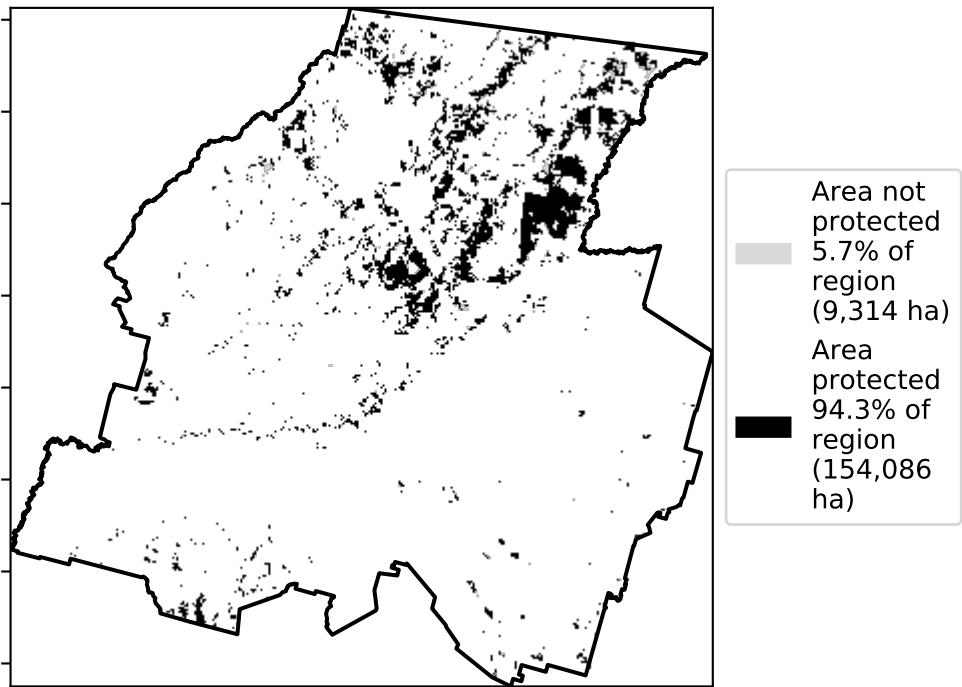 Area not
protected
5.7% of
region
(9,314 ha)
Area
protected
94.3% of
region
(154,086
ha)